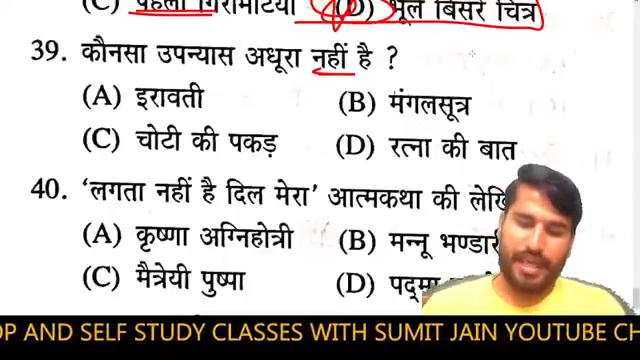 (C) पहला गिरमिटिया (D) भूले बिसरे चित्र
39. कौनसा उपन्यास अधूरा नहीं है ?
(A) इरावती (B) मंगलसूत्र
(C) चोटी की पकड़ (D) रत्ना की बात
40. 'लगता नहीं है दिल मेरा' आत्मकथा की
(A) कृष्णा अग्निहोत्री (B) मन्नू भण्डारी
(C) मैत्रेयी पुष्पा (D)
AND SELF STUDY CLASSES WITH SUMIT JAIN YOUTUBE